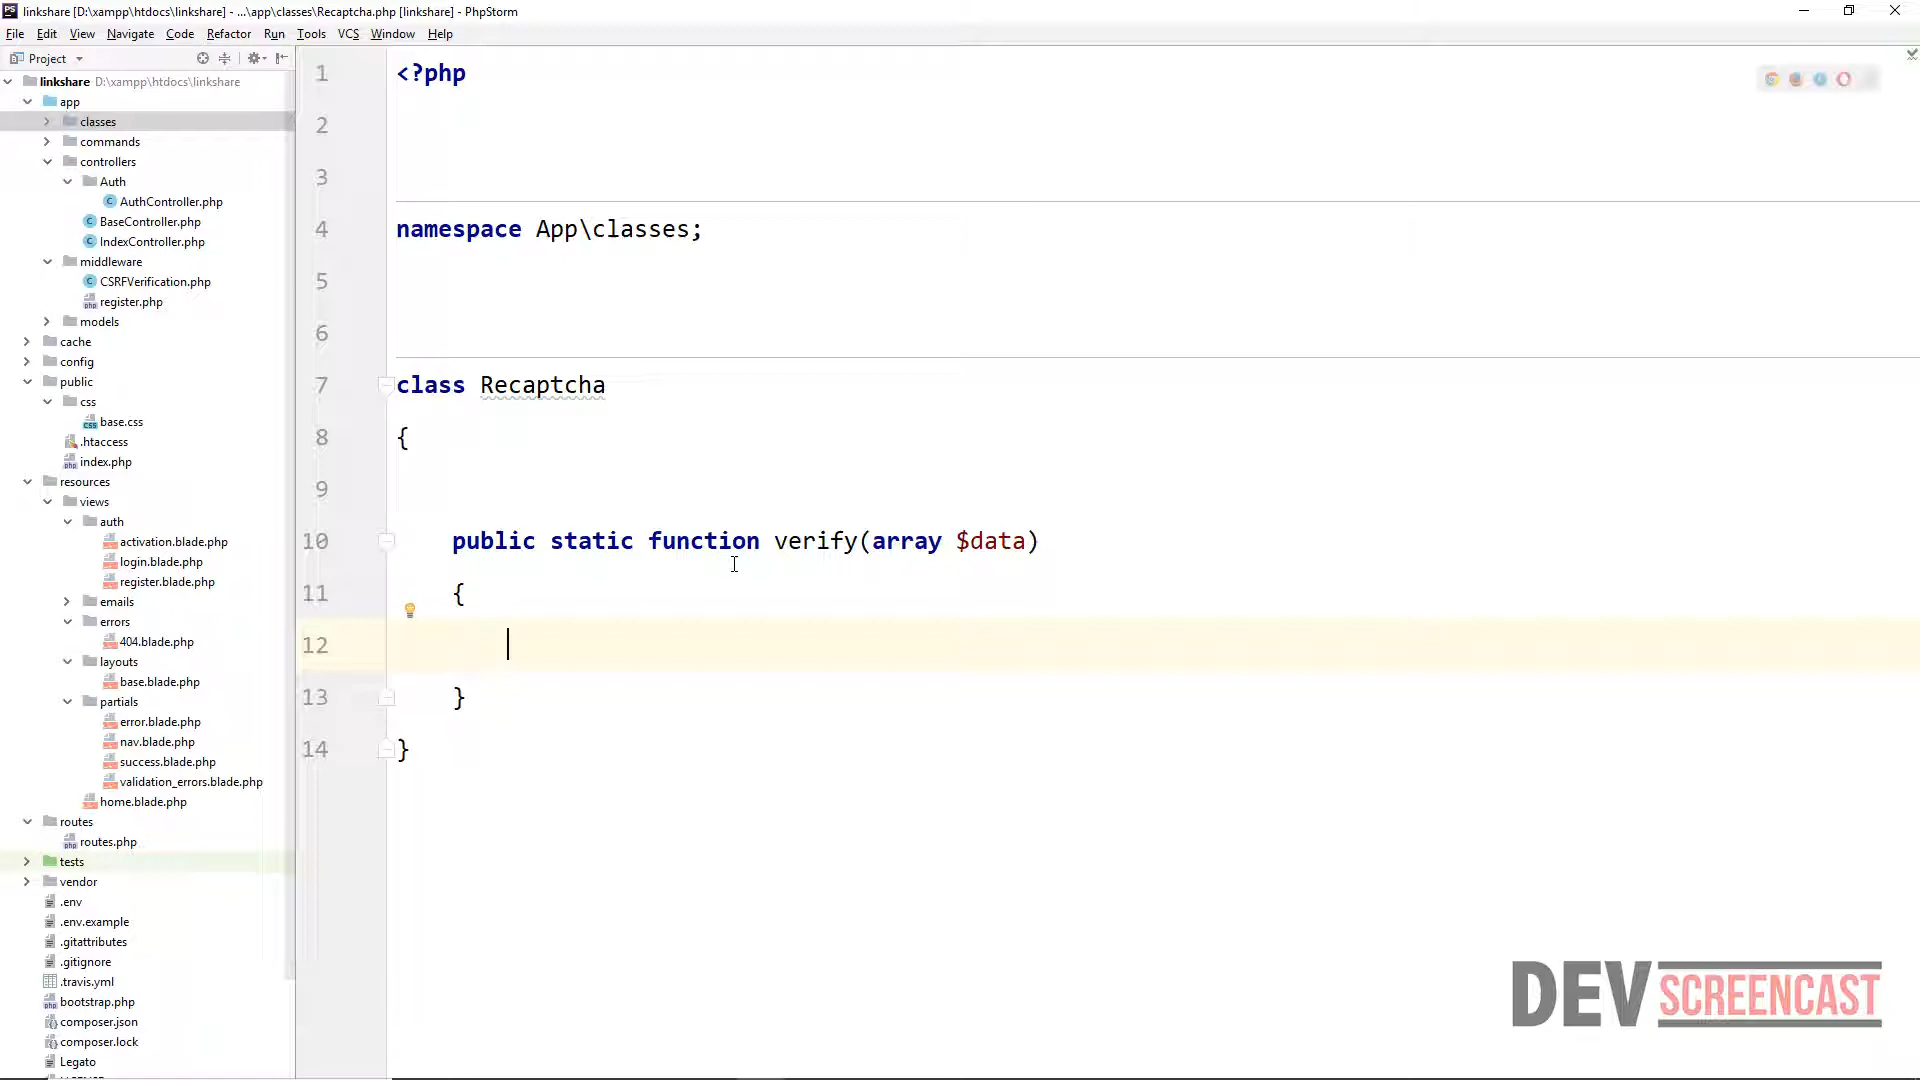 linkshare [D:\xampp\htdocs\linkshare] - ...\app\classes\Recaptcha.php [linkshare] - PhpStorm
File Edit View Navigate Code Refactor Run Tools VCS Window Help
Project
linkshare D:\xampp\htdocs\linkshare
app
classes
commands
controllers
Auth
AuthController.php
BaseController.php
IndexController.php
middleware
CSRFVerification.php
register.php
models
cache
config
public
css
base.css
.htaccess
index.php
resources
views
auth
activation.blade.php
login.blade.php
register.blade.php
emails
errors
404.blade.php
layouts
base.blade.php
partials
error.blade.php
nav.blade.php
success.blade.php
validation_errors.blade.php
home.blade.php
routes
routes.php
tests
vendor
.env
.env.example
.gitattributes
.gitignore
.travis.yml
bootstrap.php
composer.json
composer.lock
Legato
1 <?php
2
3
4 namespace App\classes;
5
6
7 class Recaptcha
8 {
9
10 public static function verify(array $data)
11 {
12
13 }
14 }
DEV SCREENCAST